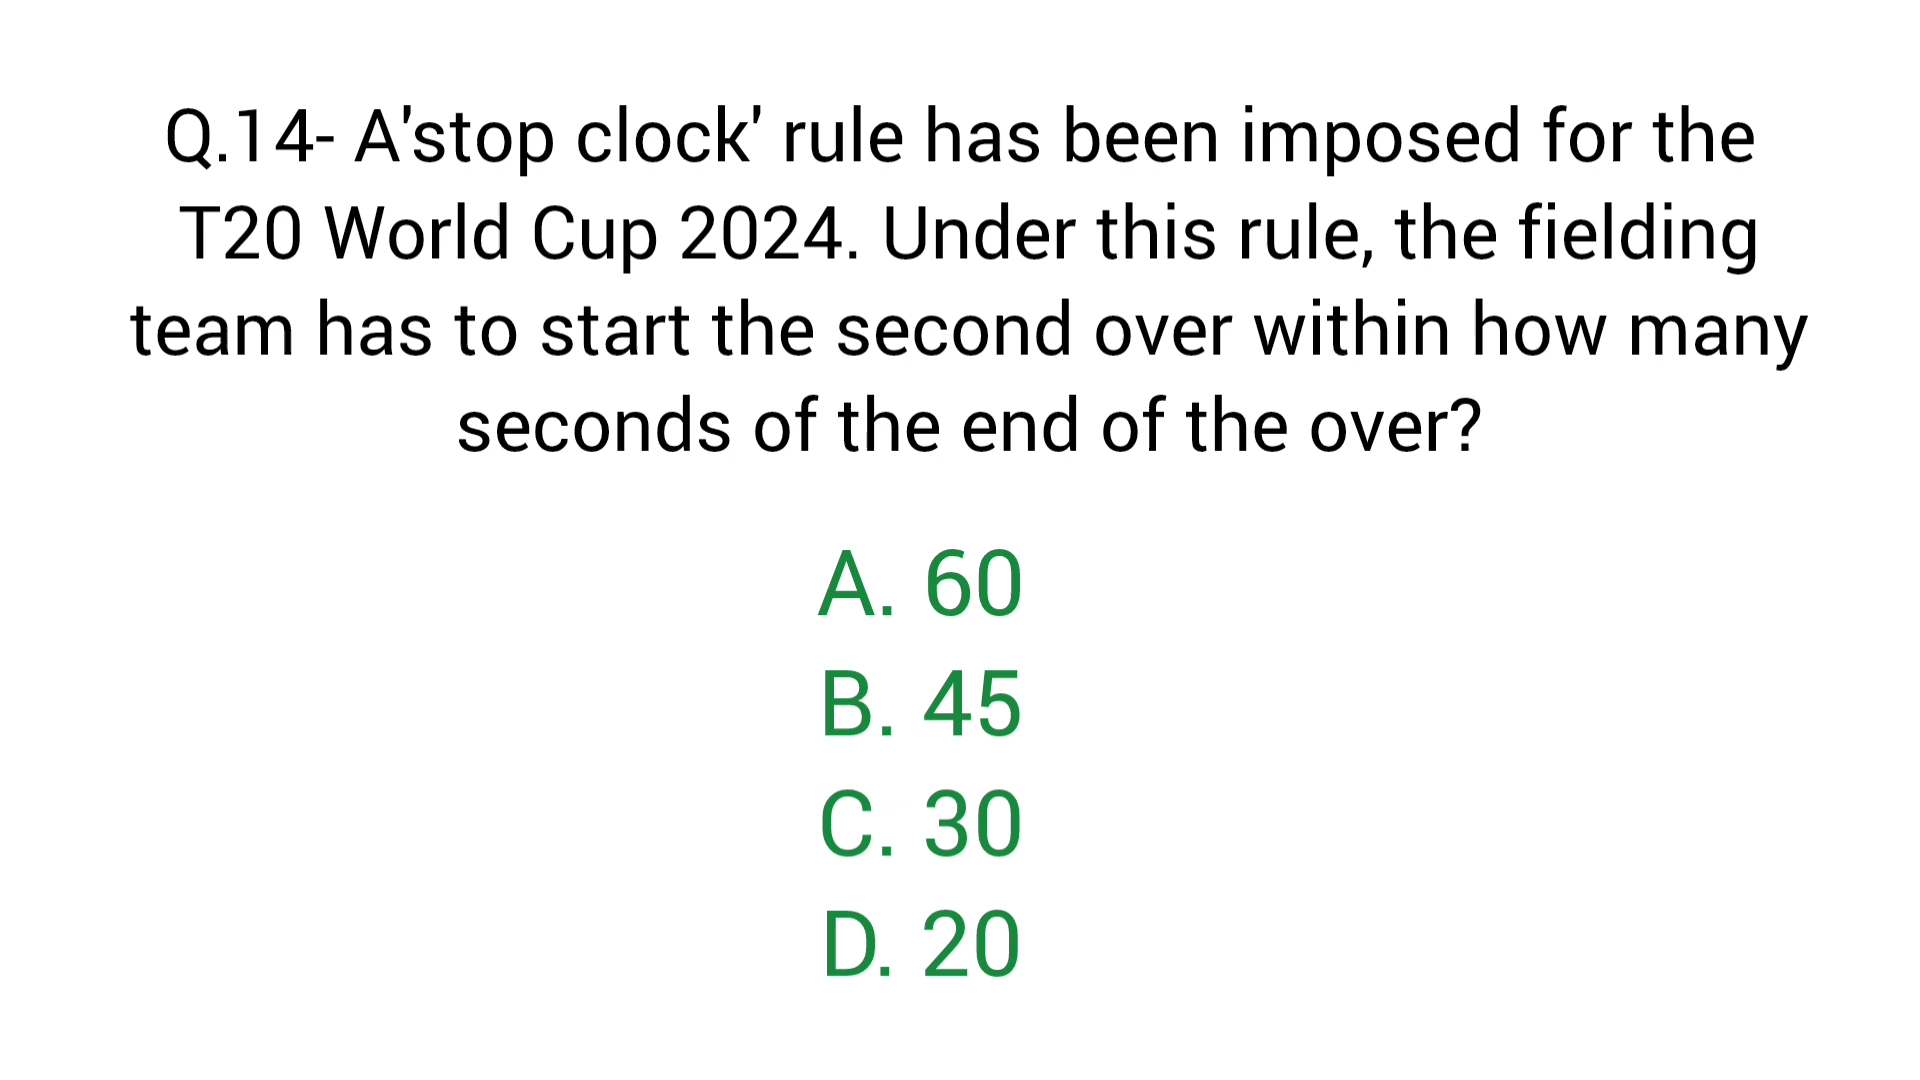 Q.14- A'stop clock' rule has been imposed for the
T20 World Cup 2024. Under this rule, the fielding
team has to start the second over within how many
seconds of the end of the over?
A. 60
B. 45
C. 30
D. 20